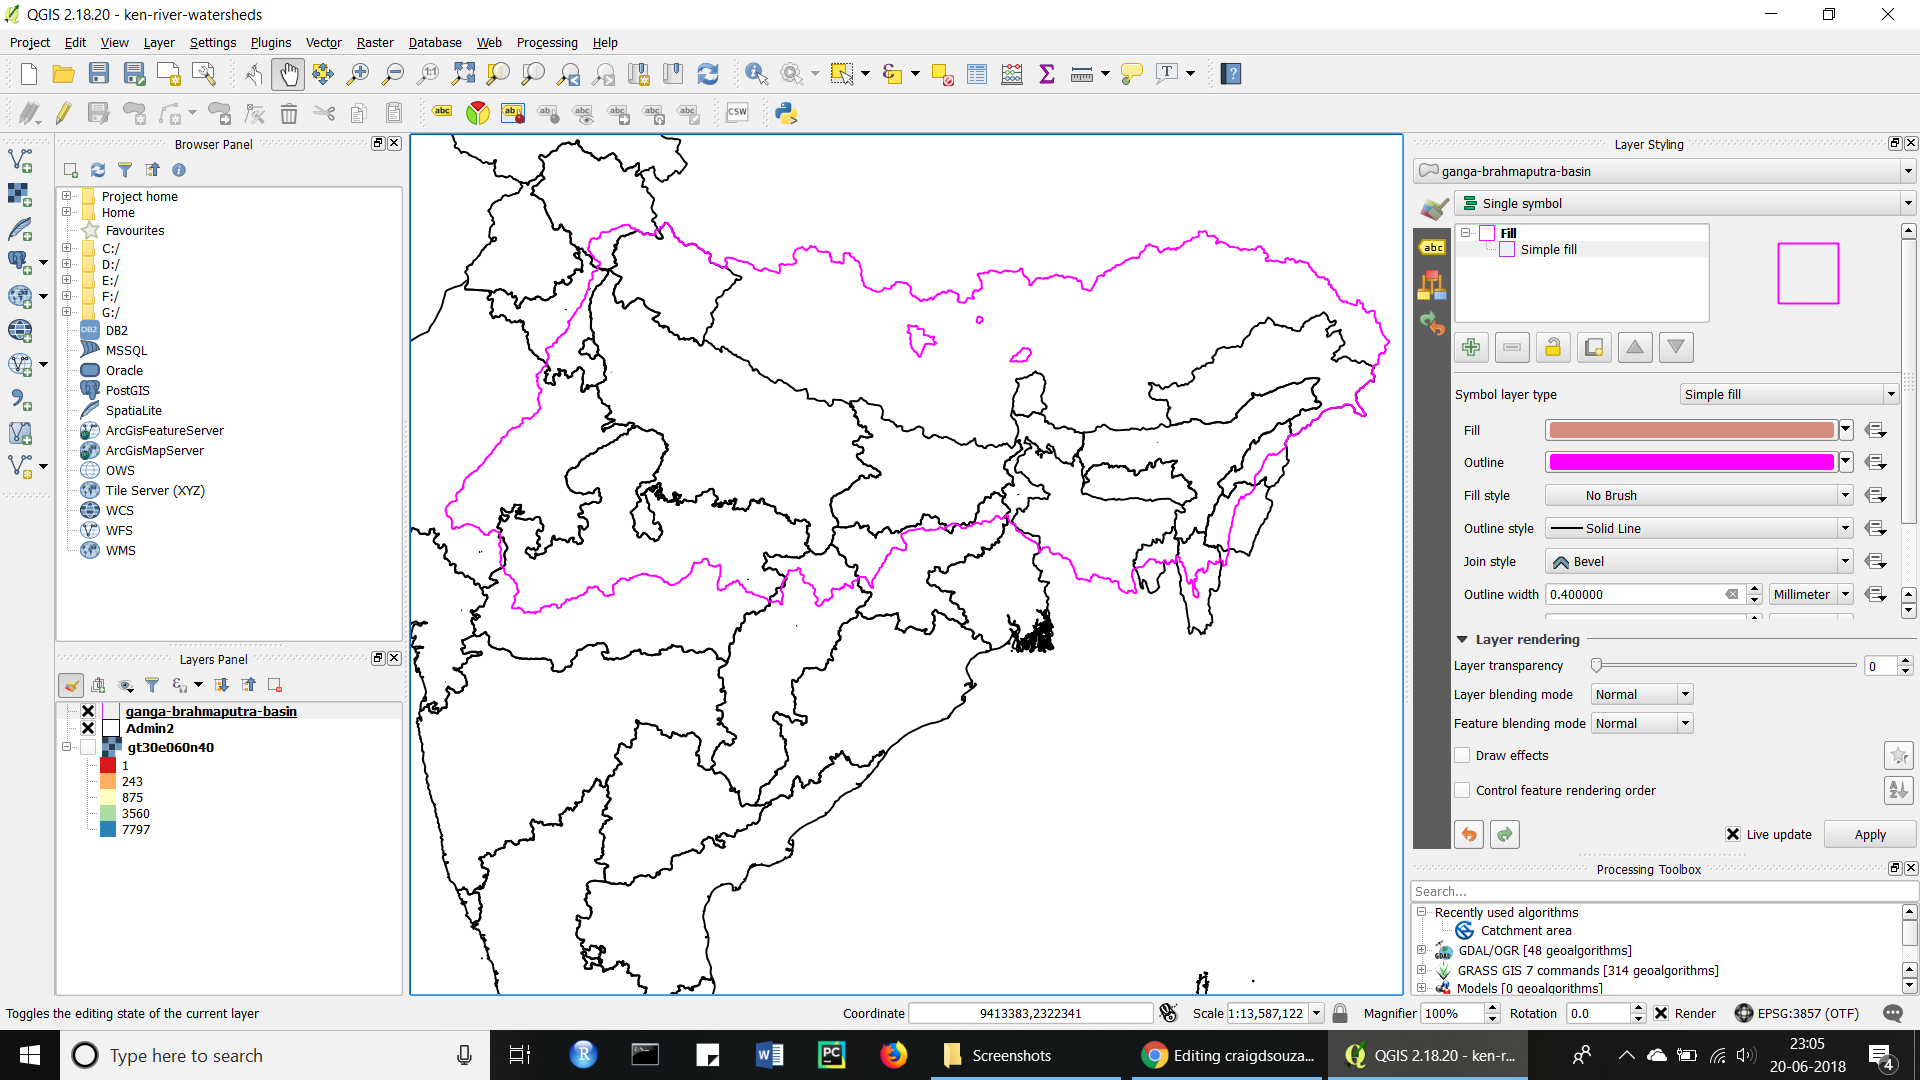 QGIS 2.18.20 - ken-river-watersheds
Project Edit View Layer Settings Plugins Vector Raster Database Web Processing Help
Browser Panel
Project home
Home
Favourites
C:/
D:/
E:/
F:/
G:/
DB2
MSSQL
Oracle
PostGIS
SpatiaLite
ArcGisFeatureServer
ArcGisMapServer
OWS
Tile Server (XYZ)
WCS
WFS
WMS
Layers Panel
ganga-brahmaputra-basin
Admin2
gt30e060n40
1
243
875
3560
7797
Layer Styling
ganga-brahmaputra-basin
Single symbol
Fill
Simple fill
Symbol layer type Simple fill
Fill
Outline
Fill style No Brush
Outline style Solid Line
Join style Bevel
Outline width 0.400000 Millimeter
Layer rendering
Layer transparency 0
Layer blending mode Normal
Feature blending mode Normal
Draw effects
Control feature rendering order
Live update Apply
Processing Toolbox
Search...
Recently used algorithms
Catchment area
GDAL/OGR [48 geoalgorithms]
GRASS GIS 7 commands [314 geoalgorithms]
Models [0 geoalgorithms]
Toggles the editing state of the current layer Coordinate 9413383,2322341 Scale 1:13,587,122 Magnifier 100% Rotation 0.0 Render EPSG:3857 (OTF)
Type here to search Screenshots Editing craigdsouza... QGIS 2.18.20 - ken-r... 23:05
20-06-2018
4